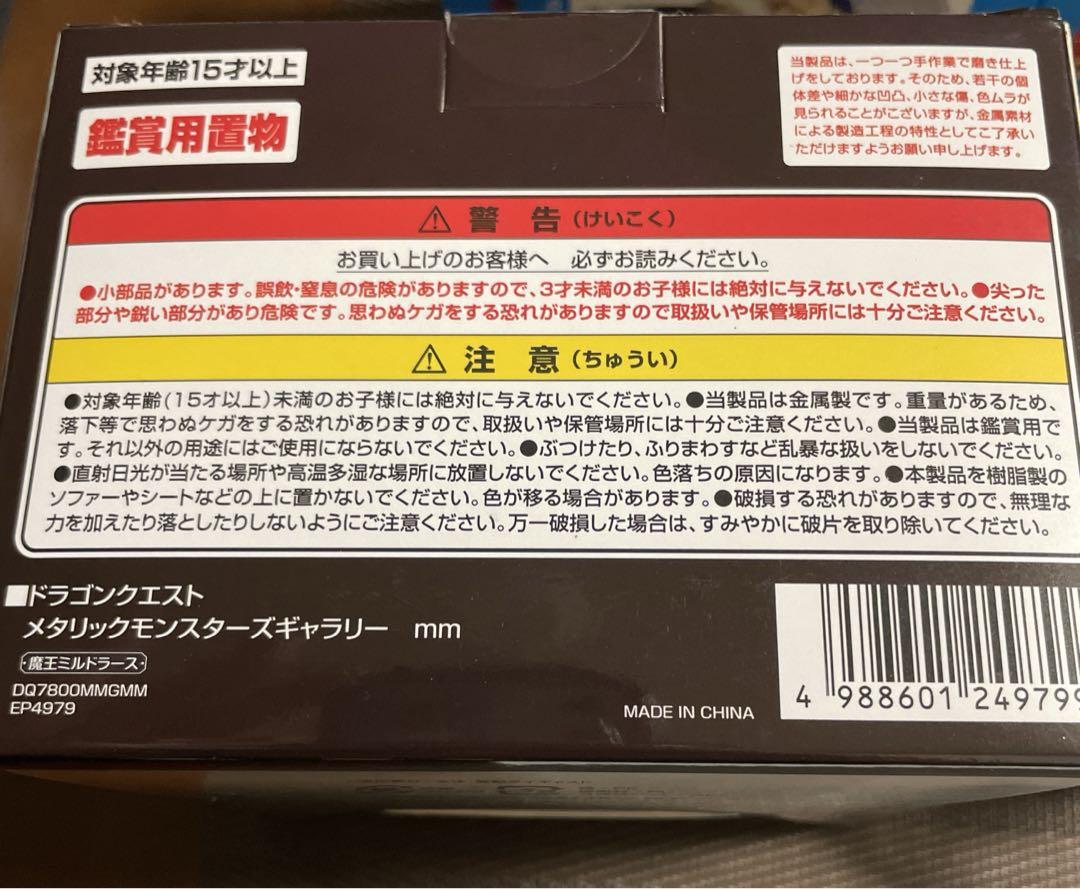 対象年齢15才以上
鑑賞用置物
当製品は、一つ一つ手作業で磨き仕上
げをしております。そのため、若干の個
体差や細かな凹凸、小さな傷、色ムラが
見られることがございますが、金属素材
による製造工程の特性としてご了承い
ただけますようお願い申し上げます。
⚠ 警 告 (けいこく)
お買い上げのお客様へ 必ずお読みください。
●小部品があります。誤飲・窒息の危険がありますので、3才未満のお子様には絶対に与えないでください。●尖った
部分や鋭い部分があり危険です。思わぬケガをする恐れがありますので取扱いや保管場所には十分ご注意ください。
⚠ 注 意 (ちゅうい)
●対象年齢(15才以上)未満のお子様には絶対に与えないでください。●当製品は金属製です。重量があるため、
落下等で思わぬケガをする恐れがありますので、取扱いや保管場所には十分ご注意ください。●当製品は鑑賞用で
す。それ以外の用途にはご使用にならないでください。●ぶつけたり、ふりまわすなど乱暴な扱いをしないでください。
●直射日光が当たる場所や高温多湿な場所に放置しないでください。色落ちの原因になります。●本製品を樹脂製の
ソファーやシートなどの上に置かないでください。色が移る場合があります。●破損する恐れがありますので、無理な
力を加えたり落としたりしないようにご注意ください。万一破損した場合は、すみやかに破片を取り除いてください。
■ドラゴンクエスト
メタリックモンスターズギャラリー mm
・魔王ミルドラース・
DQ7800MMGMM
EP4979
MADE IN CHINA
4 988601 249799